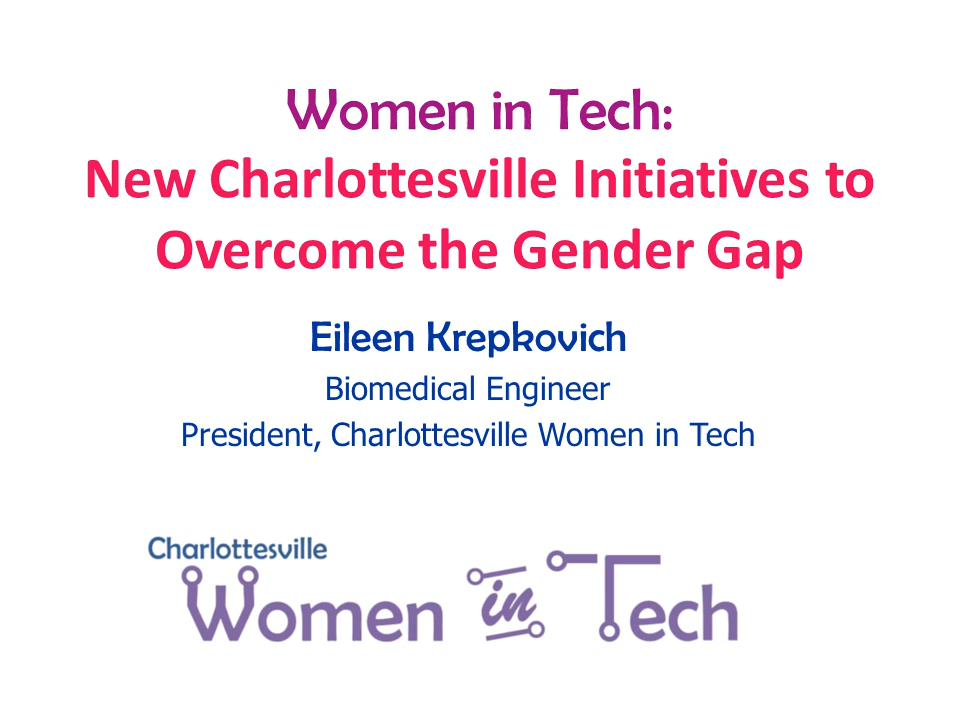 Women in Tech:
New Charlottesville Initiatives to
Overcome the Gender Gap
Eileen Krepkovich
Biomedical Engineer
President, Charlottesville Women in Tech
Charlottesville
Women in Tech